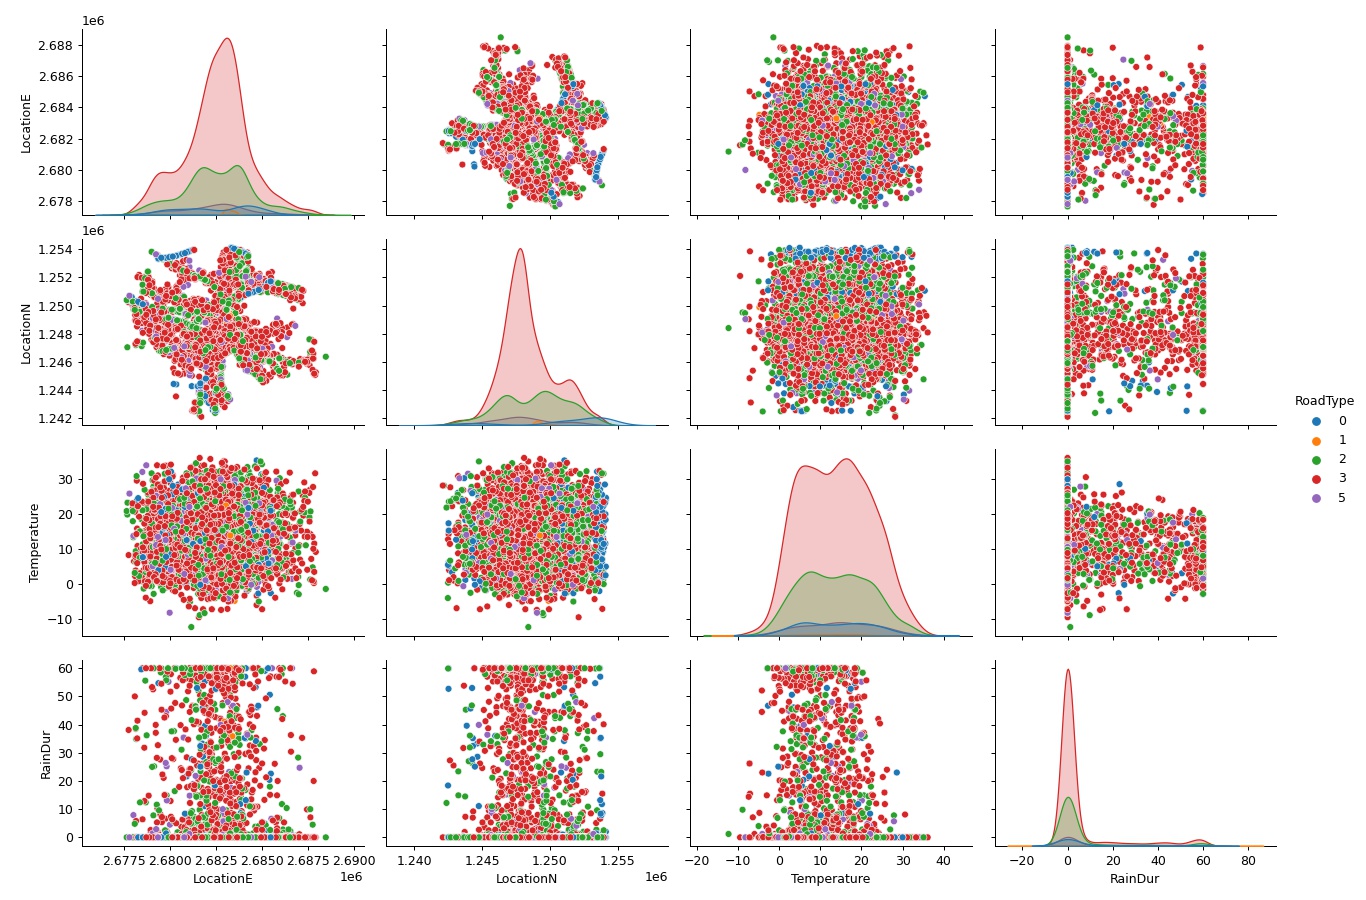 1e6
2.688
2.686
2.684
2.682
2.680
2.678
LocationE
1e6
1.254
1.252
1.250
1.248
1.246
1.244
1.242
LocationN
RoadType
0
1
2
3
5
30
20
10
0
−10
Temperature
60
50
40
30
20
10
0
RainDur
2.6775 2.6800 2.6825 2.6850 2.6875 2.6900
1e6
LocationE
1.240 1.245 1.250 1.255
1e6
LocationN
−20 −10 0 10 20 30 40
Temperature
−20 0 20 40 60 80
RainDur